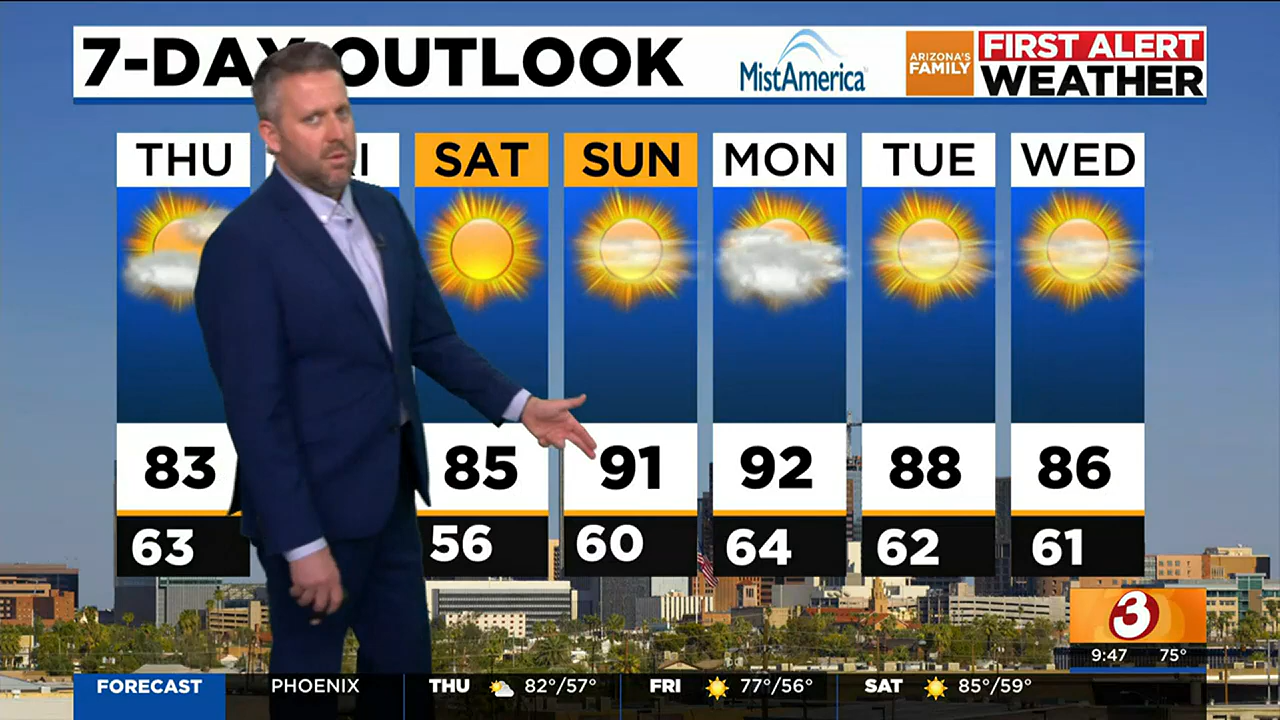 7-DAY OUTLOOK
MistAmerica
ARIZONA'S FAMILY
FIRST ALERT
WEATHER
THU SAT SUN MON TUE WED
83 85 91 92 88 86
63 56 60 64 62 61
3
9:47 75°
FORECAST PHOENIX THU 82°/57° FRI 77°/56° SAT 85°/59°